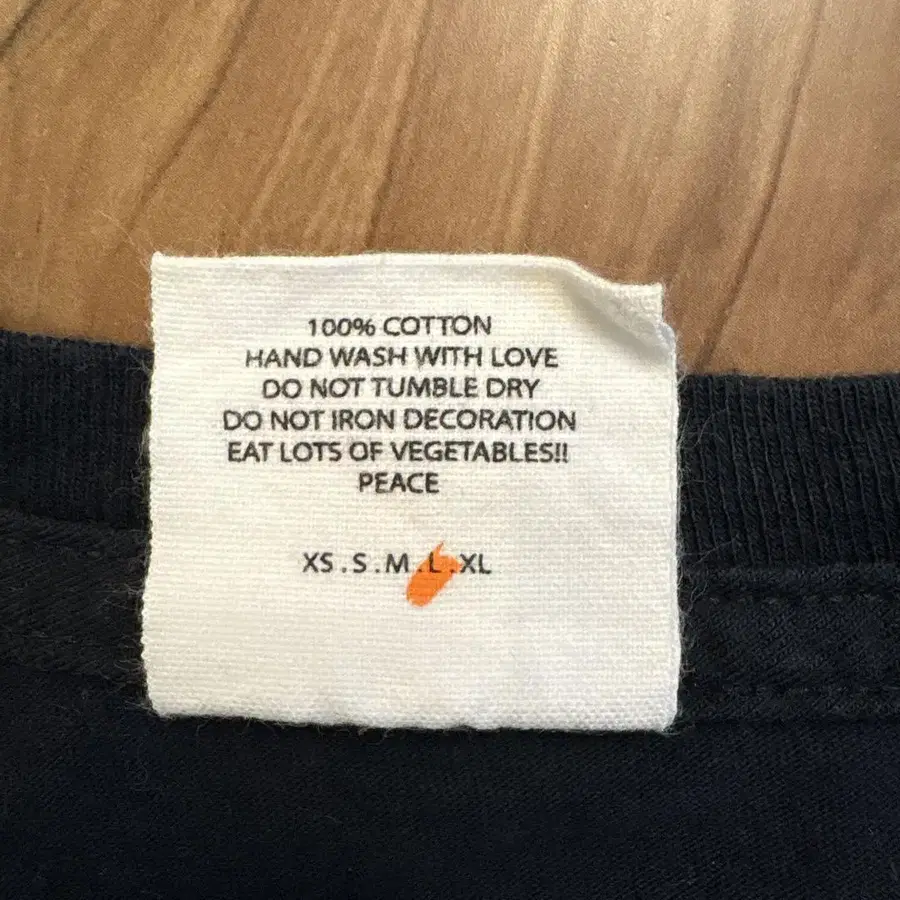 100% COTTON
HAND WASH WITH LOVE
DO NOT TUMBLE DRY
DO NOT IRON DECORATION
EAT LOTS OF VEGETABLES!!
PEACE
XS . S . M . L . XL